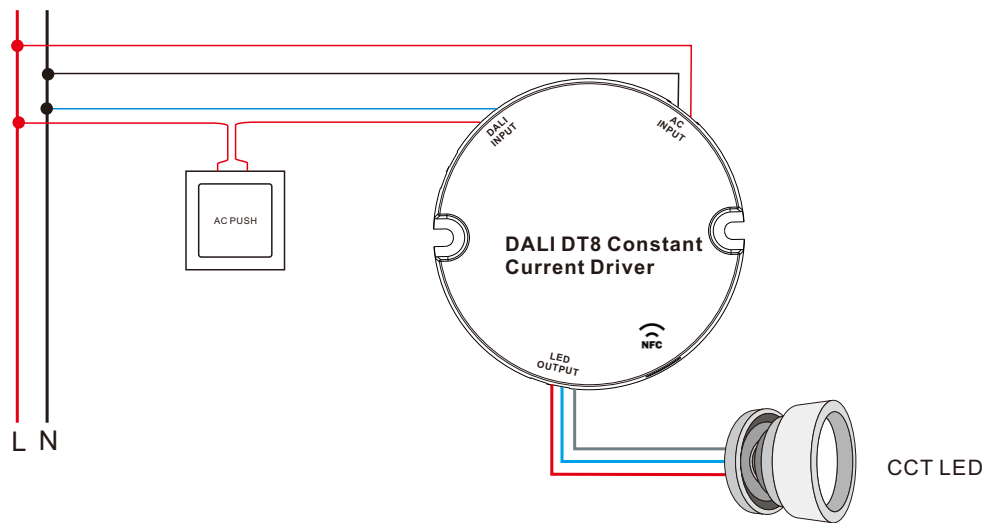 DALI
INPUT
AC
INPUT
AC PUSH
DALI DT8 Constant
Current Driver
NFC
LED
OUTPUT
L N
CCT LED